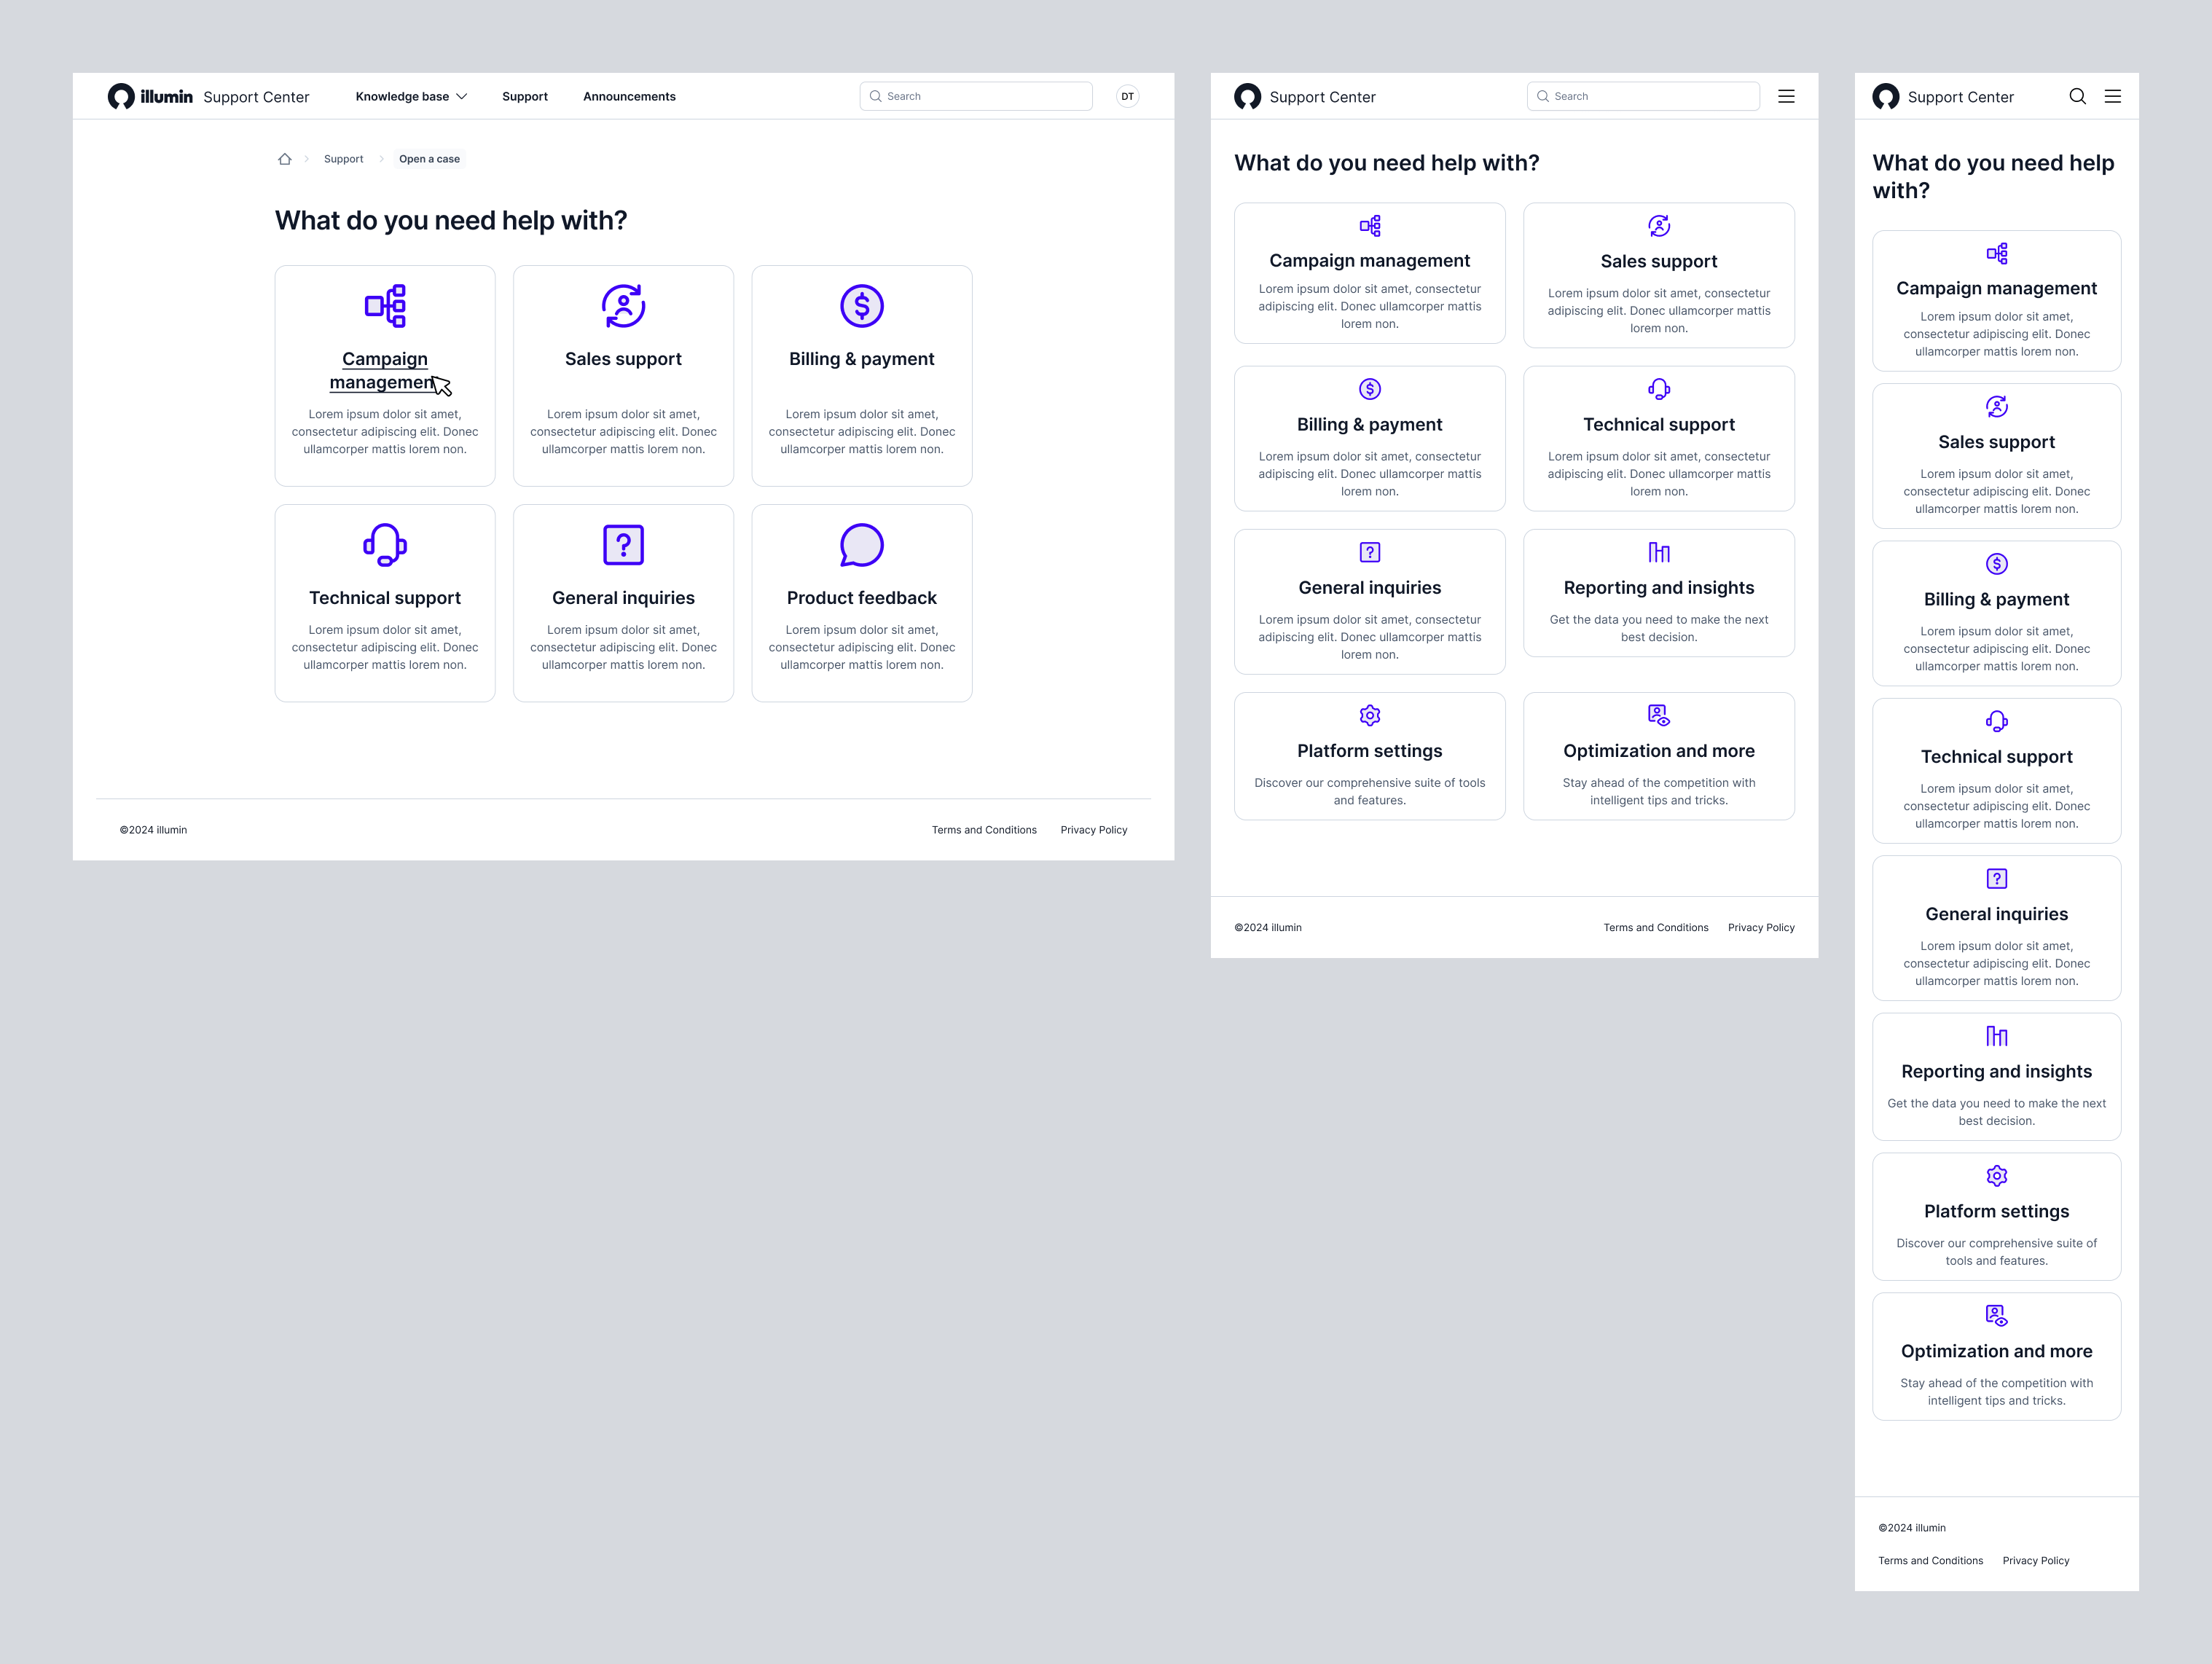 illumin Support Center Knowledge base Support Announcements Search DT
Support Open a case
What do you need help with?
Campaign
managemen
Lorem ipsum dolor sit amet,
consectetur adipiscing elit. Donec
ullamcorper mattis lorem non.
Sales support
Lorem ipsum dolor sit amet,
consectetur adipiscing elit. Donec
ullamcorper mattis lorem non.
Billing & payment
Lorem ipsum dolor sit amet,
consectetur adipiscing elit. Donec
ullamcorper mattis lorem non.
Technical support
Lorem ipsum dolor sit amet,
consectetur adipiscing elit. Donec
ullamcorper mattis lorem non.
General inquiries
Lorem ipsum dolor sit amet,
consectetur adipiscing elit. Donec
ullamcorper mattis lorem non.
Product feedback
Lorem ipsum dolor sit amet,
consectetur adipiscing elit. Donec
ullamcorper mattis lorem non.
©2024 illumin Terms and Conditions Privacy Policy
Support Center Search
What do you need help with?
Campaign management
Lorem ipsum dolor sit amet, consectetur
adipiscing elit. Donec ullamcorper mattis
lorem non.
Sales support
Lorem ipsum dolor sit amet, consectetur
adipiscing elit. Donec ullamcorper mattis
lorem non.
Billing & payment
Lorem ipsum dolor sit amet, consectetur
adipiscing elit. Donec ullamcorper mattis
lorem non.
Technical support
Lorem ipsum dolor sit amet, consectetur
adipiscing elit. Donec ullamcorper mattis
lorem non.
General inquiries
Lorem ipsum dolor sit amet, consectetur
adipiscing elit. Donec ullamcorper mattis
lorem non.
Reporting and insights
Get the data you need to make the next
best decision.
Platform settings
Discover our comprehensive suite of tools
and features.
Optimization and more
Stay ahead of the competition with
intelligent tips and tricks.
©2024 illumin Terms and Conditions Privacy Policy
Support Center
What do you need help
with?
Campaign management
Lorem ipsum dolor sit amet,
consectetur adipiscing elit. Donec
ullamcorper mattis lorem non.
Sales support
Lorem ipsum dolor sit amet,
consectetur adipiscing elit. Donec
ullamcorper mattis lorem non.
Billing & payment
Lorem ipsum dolor sit amet,
consectetur adipiscing elit. Donec
ullamcorper mattis lorem non.
Technical support
Lorem ipsum dolor sit amet,
consectetur adipiscing elit. Donec
ullamcorper mattis lorem non.
General inquiries
Lorem ipsum dolor sit amet,
consectetur adipiscing elit. Donec
ullamcorper mattis lorem non.
Reporting and insights
Get the data you need to make the next
best decision.
Platform settings
Discover our comprehensive suite of
tools and features.
Optimization and more
Stay ahead of the competition with
intelligent tips and tricks.
©2024 illumin
Terms and Conditions Privacy Policy